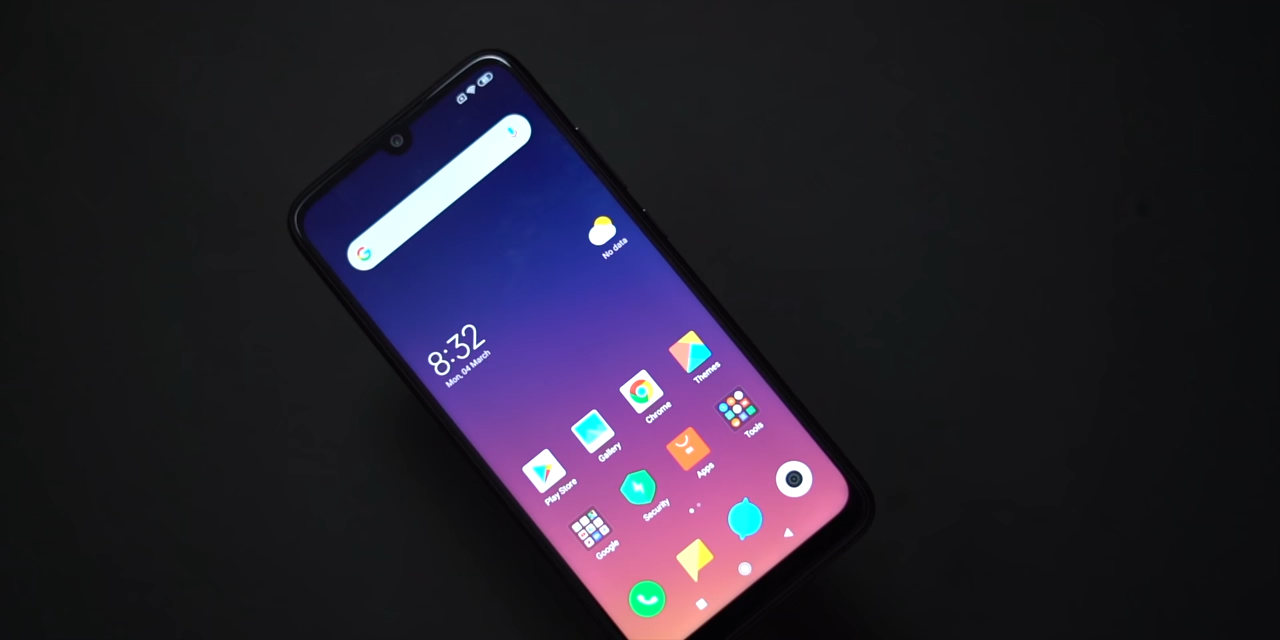 8:32
Mon, 04 March
No data
Play Store
Gallery
Chrome
Themes
Google
Security
Apps
Tools